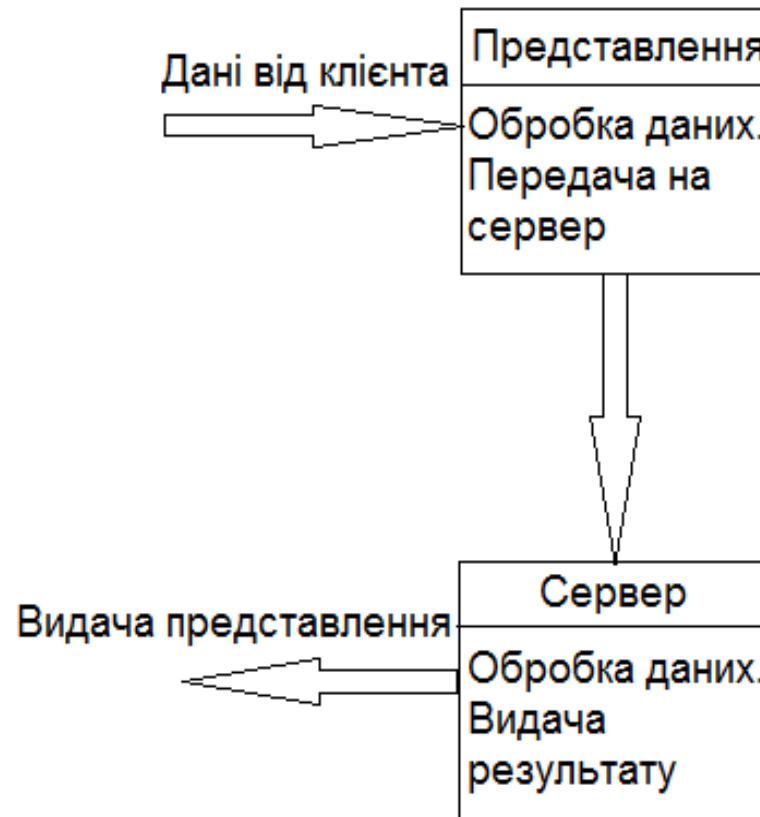 Дані від клієнта
Представлення
Обробка даних.
Передача на
сервер
Сервер
Видача представлення
Обробка даних.
Видача
результату